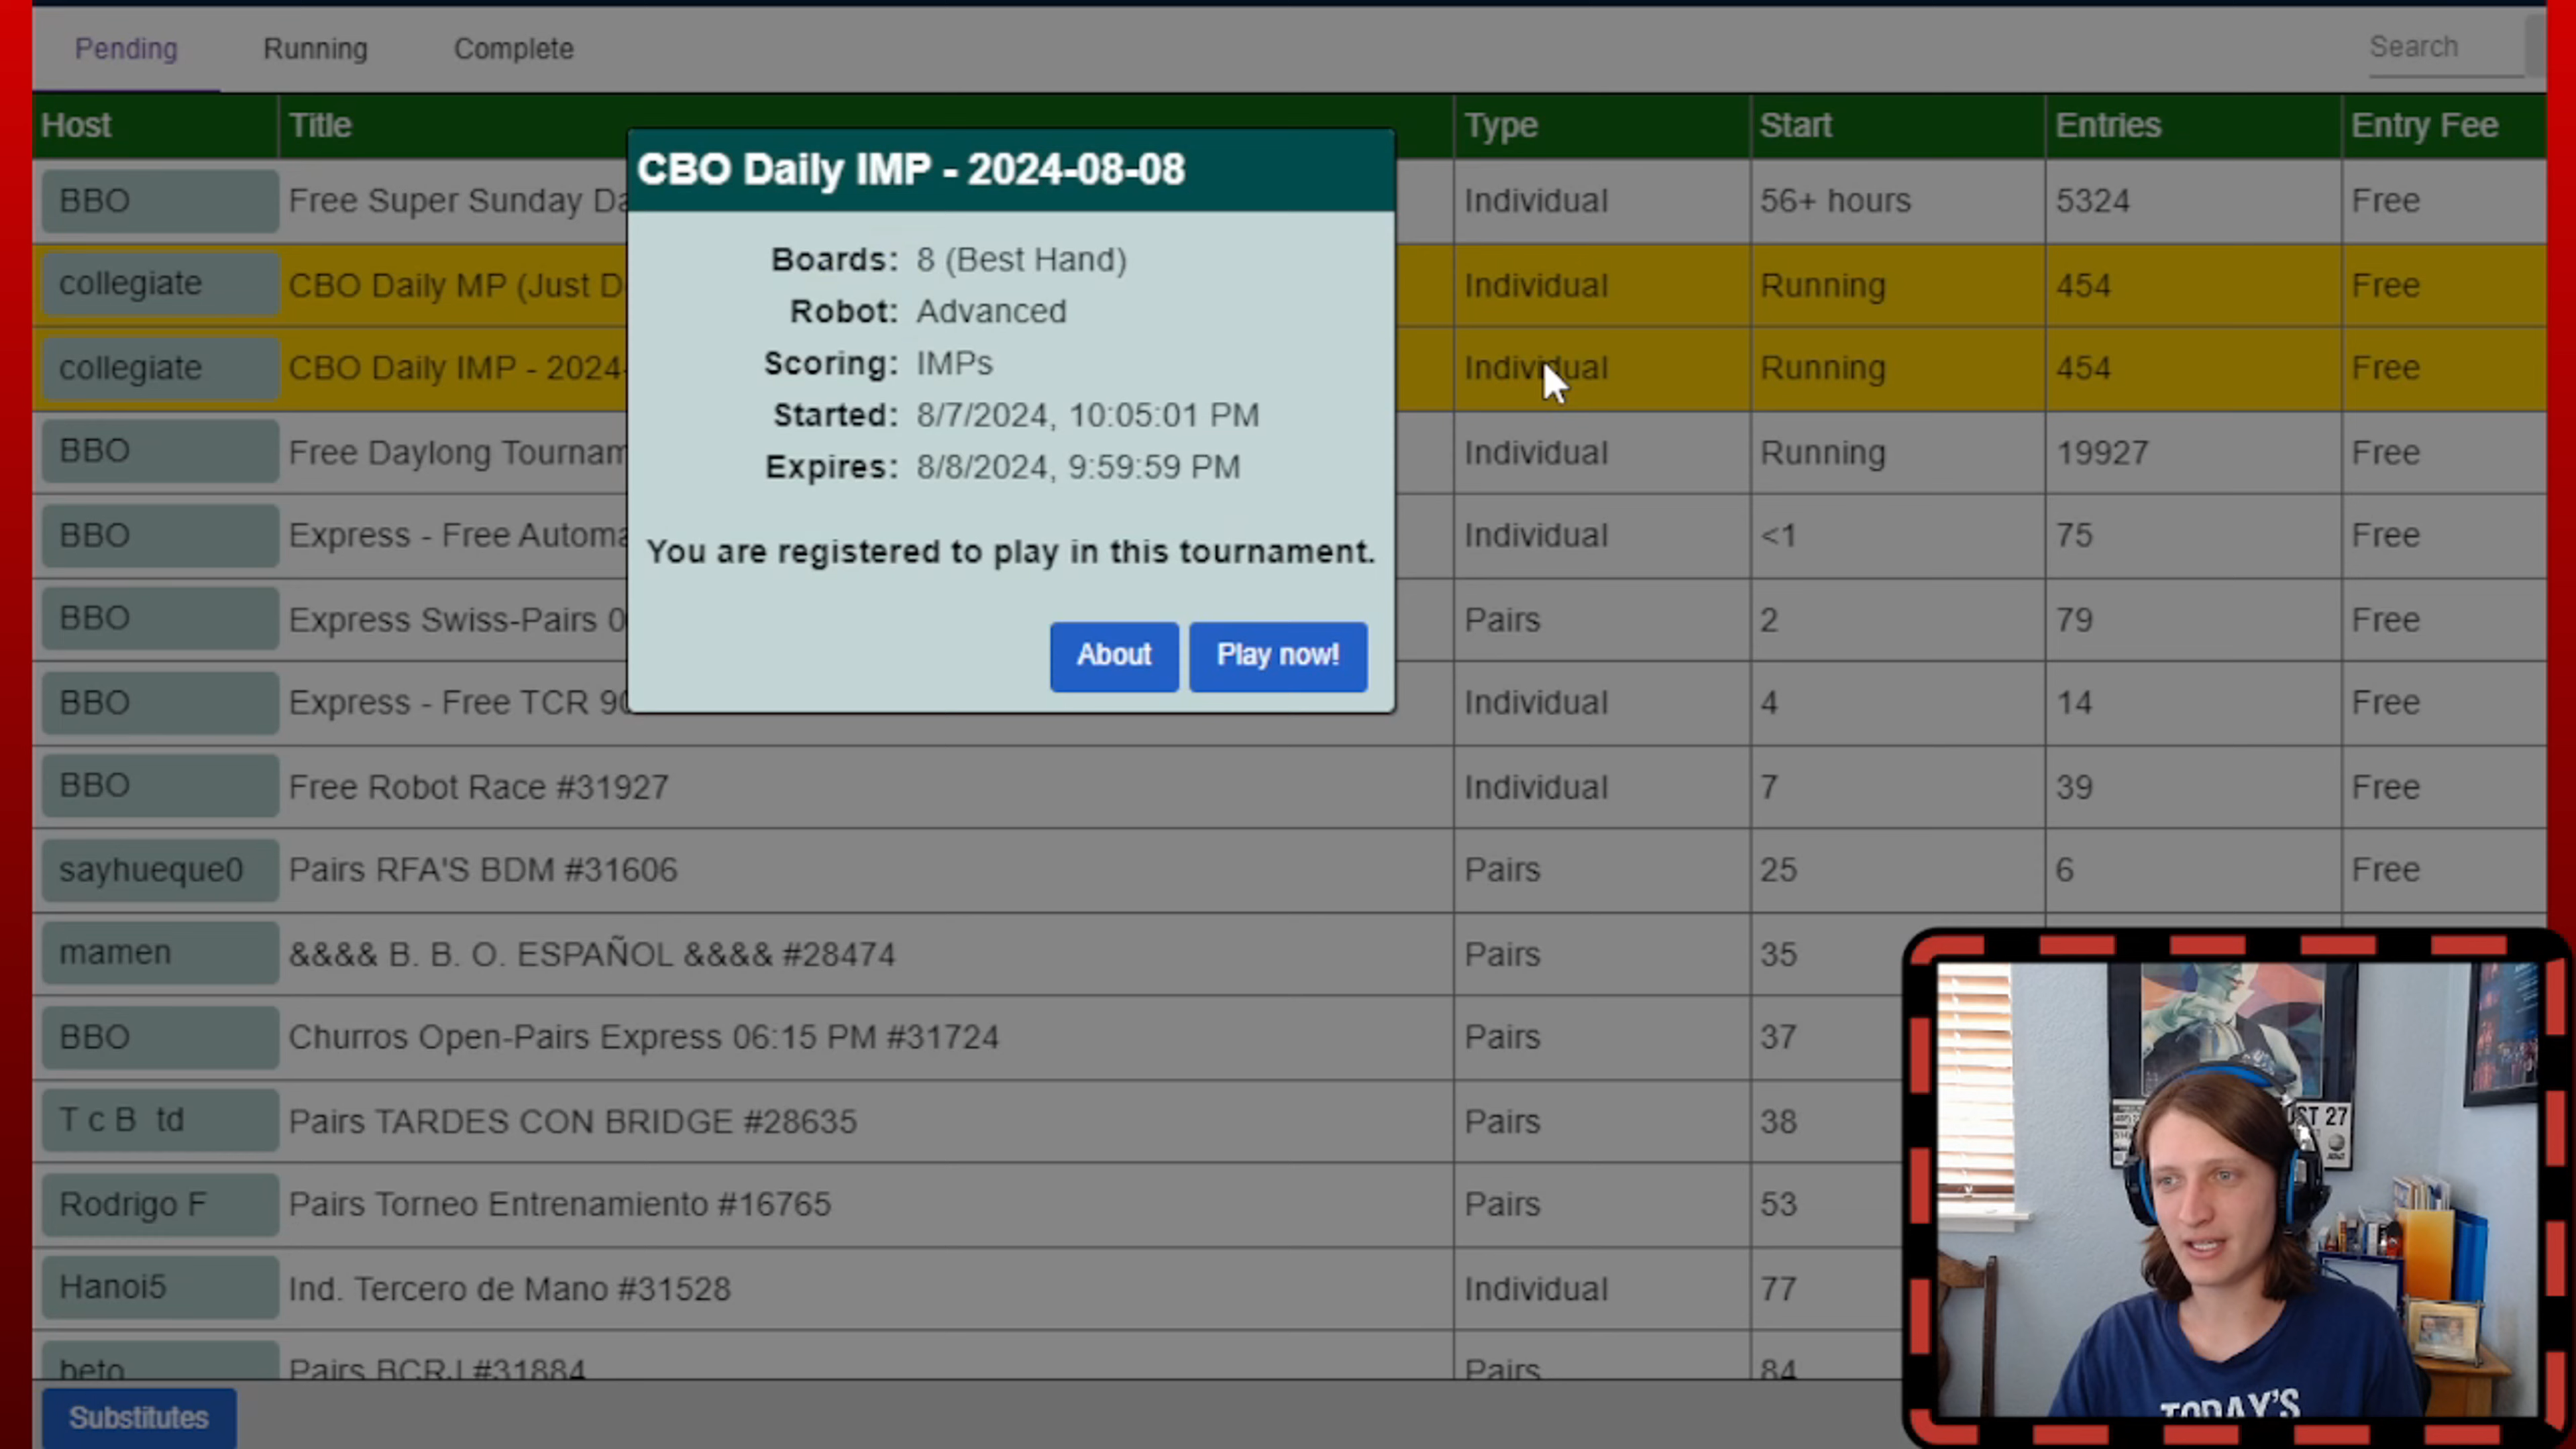 Pending Running Complete Search
Host Title Type Start Entries Entry Fee
BBO Free Super Sunday Individual 56+ hours 5324 Free
collegiate CBO Daily MP (Just Individual Running 454 Free
collegiate CBO Daily IMP - 2024 Individual Running 454 Free
BBO Free Daylong Individual Running 19927 Free
BBO Express - Free Individual <1 75 Free
BBO Express Swiss-Pairs Pairs 2 79 Free
BBO Express - Free TCR Individual 4 14 Free
BBO Free Robot Race #31927 Individual 7 39 Free
sayhueque0 Pairs RFA'S BDM #31606 Pairs 25 6 Free
mamen &&&& B. B. O. ESPAÑOL &&&& #28474 Pairs 35
BBO Churros Open-Pairs Express 06:15 PM #31724 Pairs 37
T c B td Pairs TARDES CON BRIDGE #28635 Pairs 38
Rodrigo F Pairs Torneo Entrenamiento #16765 Pairs 53
Hanoi5 Ind. Tercero de Mano #31528 Individual 77
beto Pairs BCRJ #31884 Pairs 84
Substitutes
CBO Daily IMP - 2024-08-08
Boards: 8 (Best Hand)
Robot: Advanced
Scoring: IMPs
Started: 8/7/2024, 10:05:01 PM
Expires: 8/8/2024, 9:59:59 PM
You are registered to play in this tournament.
About Play now!
27
TODAY'S